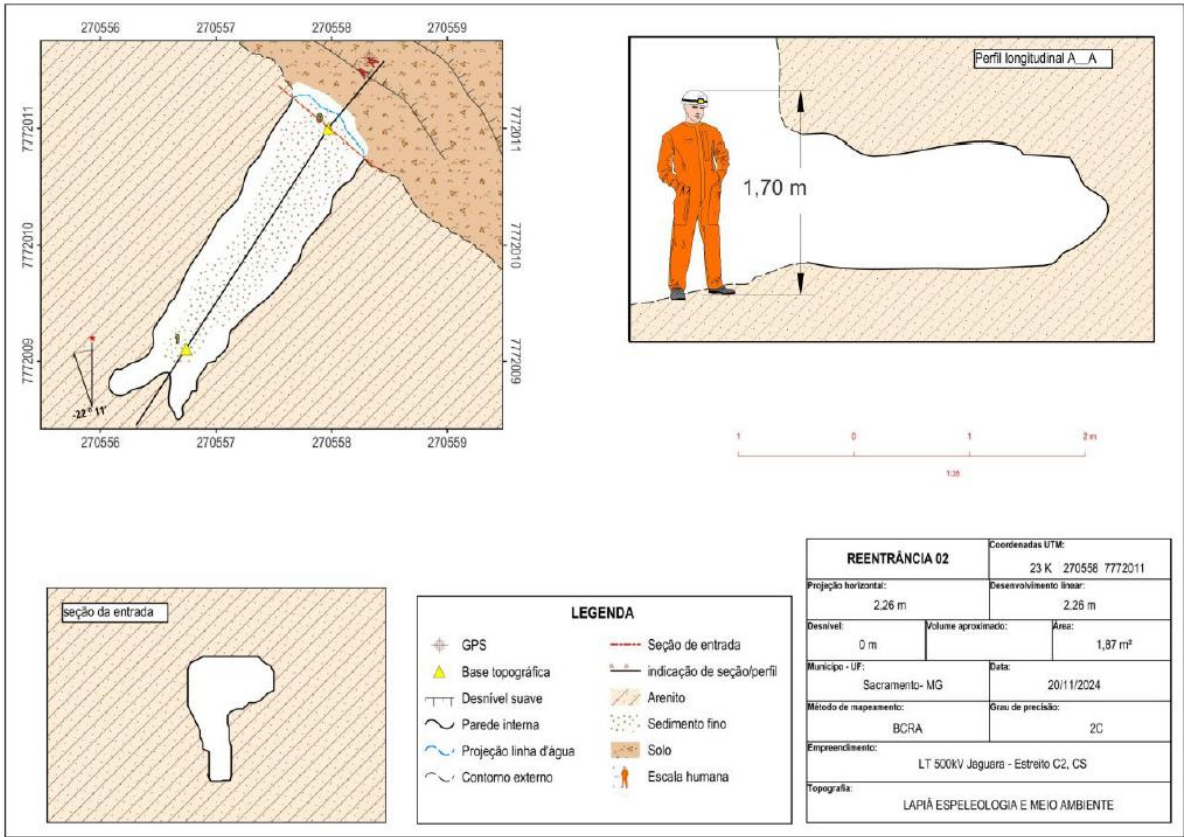 270556 270557 270558 270559
7772011
7772010
7772009
A A
0
1
-22° 11'
7772011
7772010
7772009
270556 270557 270558 270559
Perfil longitudinal A__A
1,70 m
1 0 1 2 m
1:35
seção da entrada
LEGENDA
GPS
Base topográfica
Desnível suave
Parede interna
Projeção linha d'água
Contorno externo
Seção de entrada
indicação de seção/perfil
Arenito
Sedimento fino
Solo
Escala humana
REENTRÂNCIA 02
Coordenadas UTM:
23 K 270558 7772011
Projeção horizontal:
2,26 m
Desenvolvimento linear:
2,26 m
Desnível:
0 m
Volume aproximado:
Área:
1,87 m²
Município - UF:
Sacramento- MG
Data:
20/11/2024
Método de mapeamento:
BCRA
Grau de precisão:
2C
Empreendimento:
LT 500kV Jaguara - Estreito C2, CS
Topografia:
LAPIÁ ESPELEOLOGIA E MEIO AMBIENTE